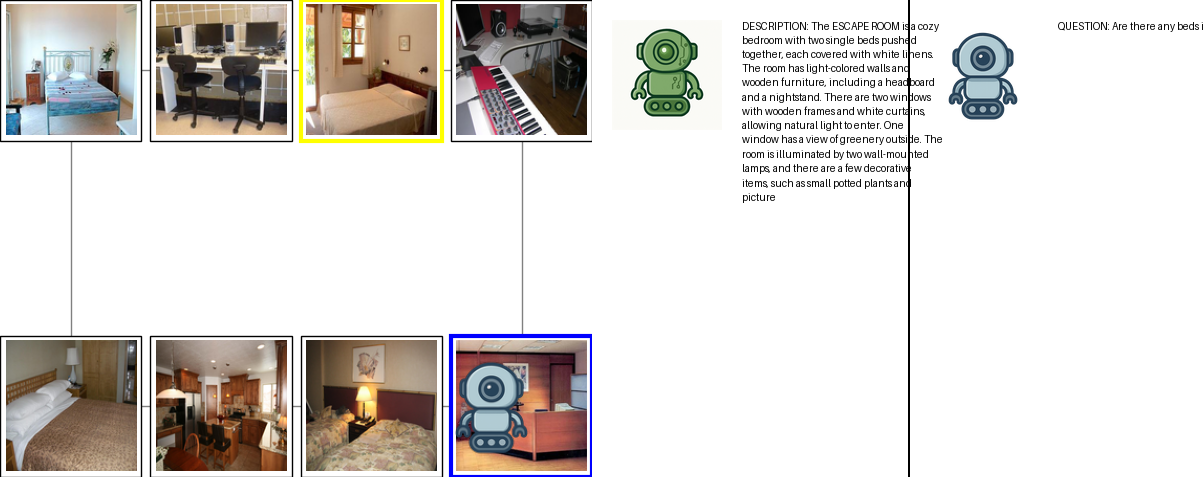 DESCRIPTION: The ESCAPE ROOM is a cozy
bedroom with two single beds pushed
together, each covered with white linens.
The room has light-colored walls and
wooden furniture, including a headboard
and a nightstand. There are two windows
with wooden frames and white curtains,
allowing natural light to enter. One
window has a view of greenery outside. The
room is illuminated by two wall-mounted
lamps, and there are a few decorative
items, such as small potted plants and
picture
QUESTION: Are there any beds i